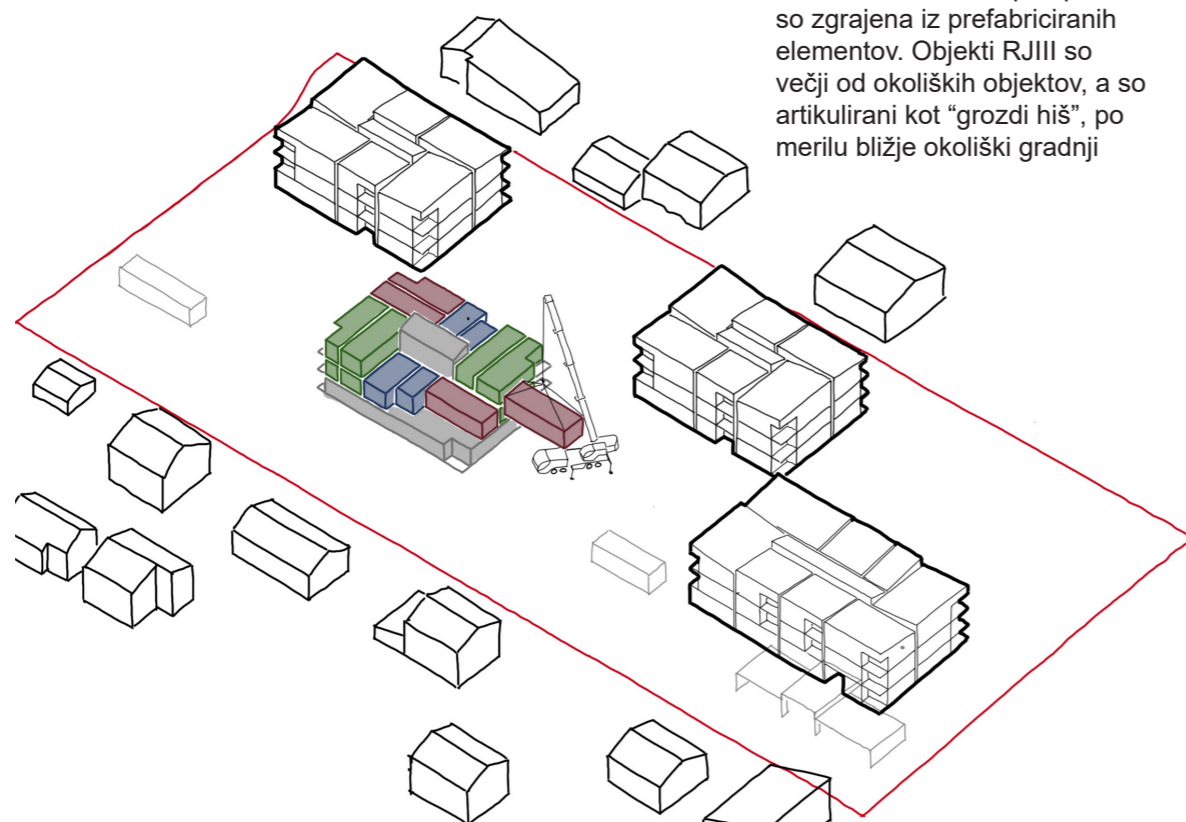 so zgrajena iz prefabriciranih
elementov. Objekti RJIII so
večji od okoliških objektov, a so
artikulirani kot “grozdi hiš”, po
merilu bližje okoliški gradnji